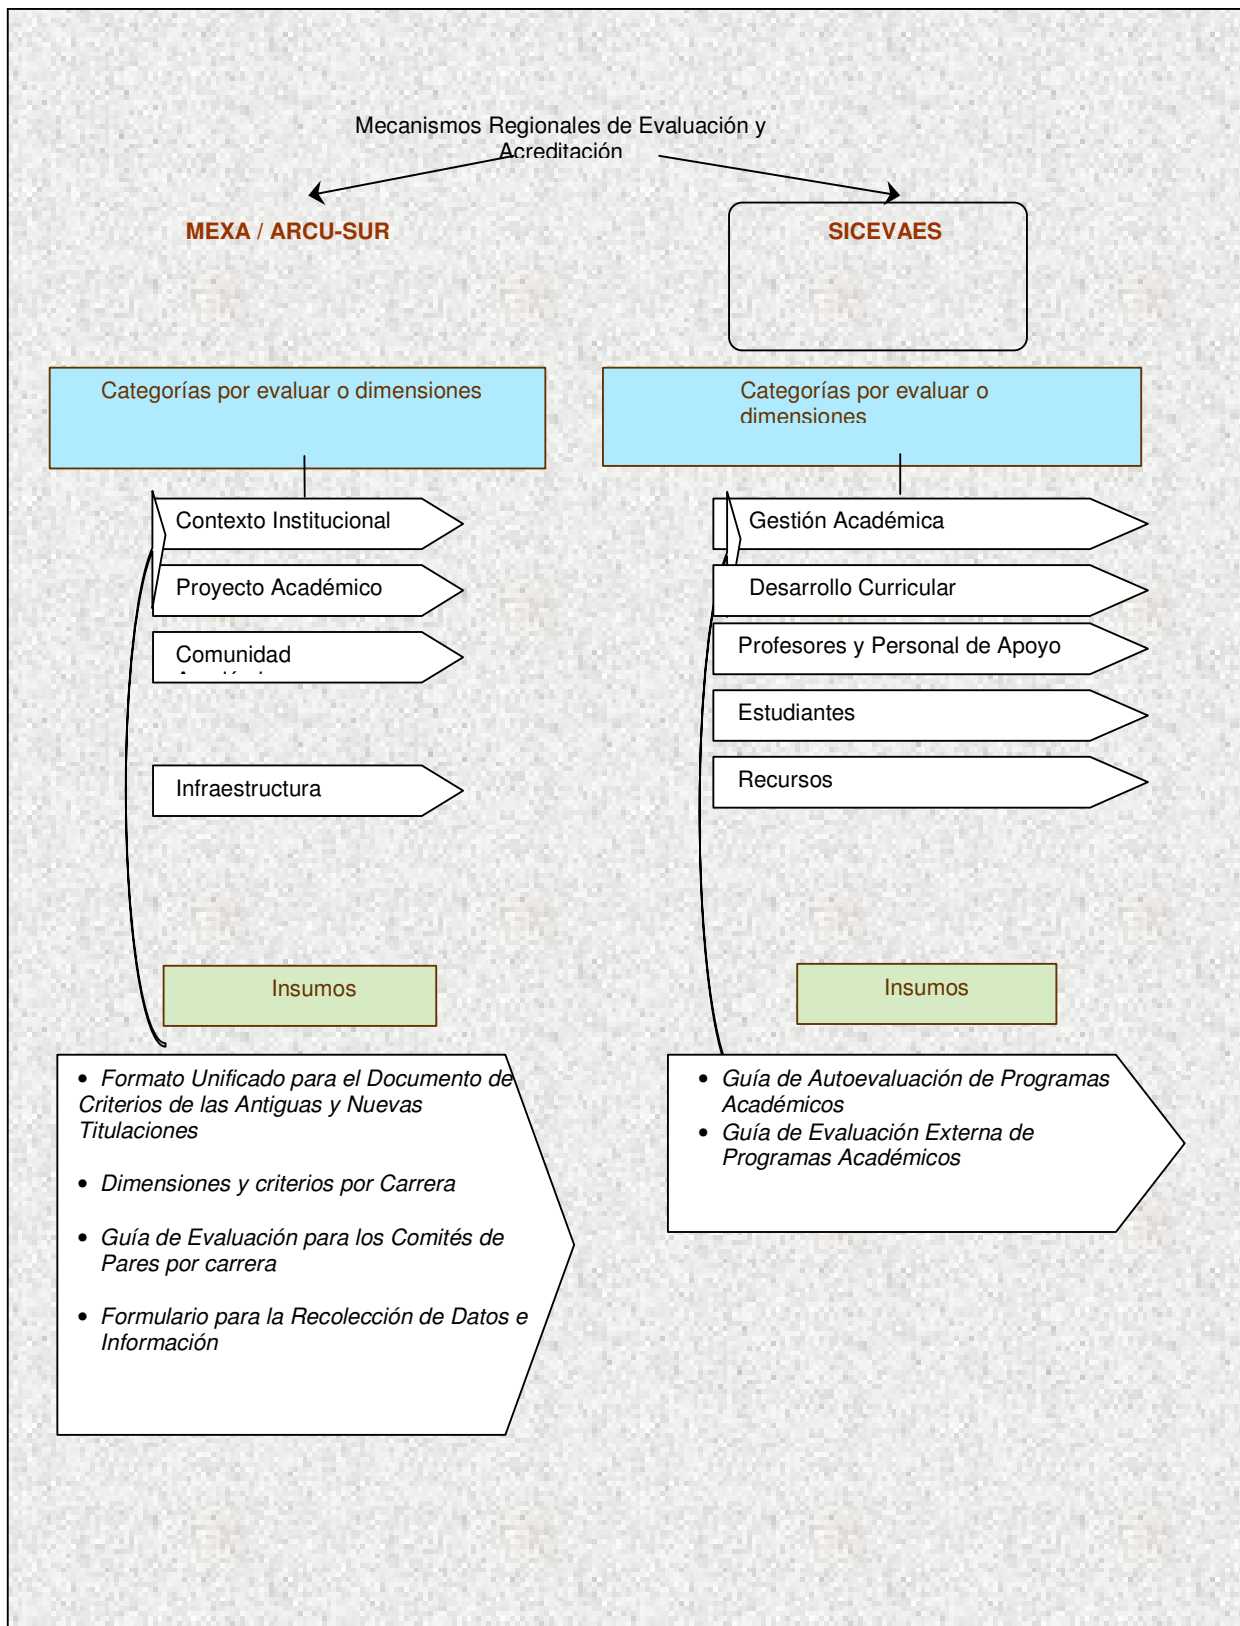 Mecanismos Regionales de Evaluación y
Acreditación
MEXA / ARCU-SUR
SICEVAES
Categorías por evaluar o dimensiones
Categorías por evaluar o
dimensiones
Contexto Institucional
Proyecto Académico
Comunidad
Infraestructura
Gestión Académica
Desarrollo Curricular
Profesores y Personal de Apoyo
Estudiantes
Recursos
Insumos
Insumos
• Formato Unificado para el Documento de
Criterios de las Antiguas y Nuevas
Titulaciones
• Dimensiones y criterios por Carrera
• Guía de Evaluación para los Comités de
Pares por carrera
• Formulario para la Recolección de Datos e
Información
• Guía de Autoevaluación de Programas
Académicos
• Guía de Evaluación Externa de
Programas Académicos